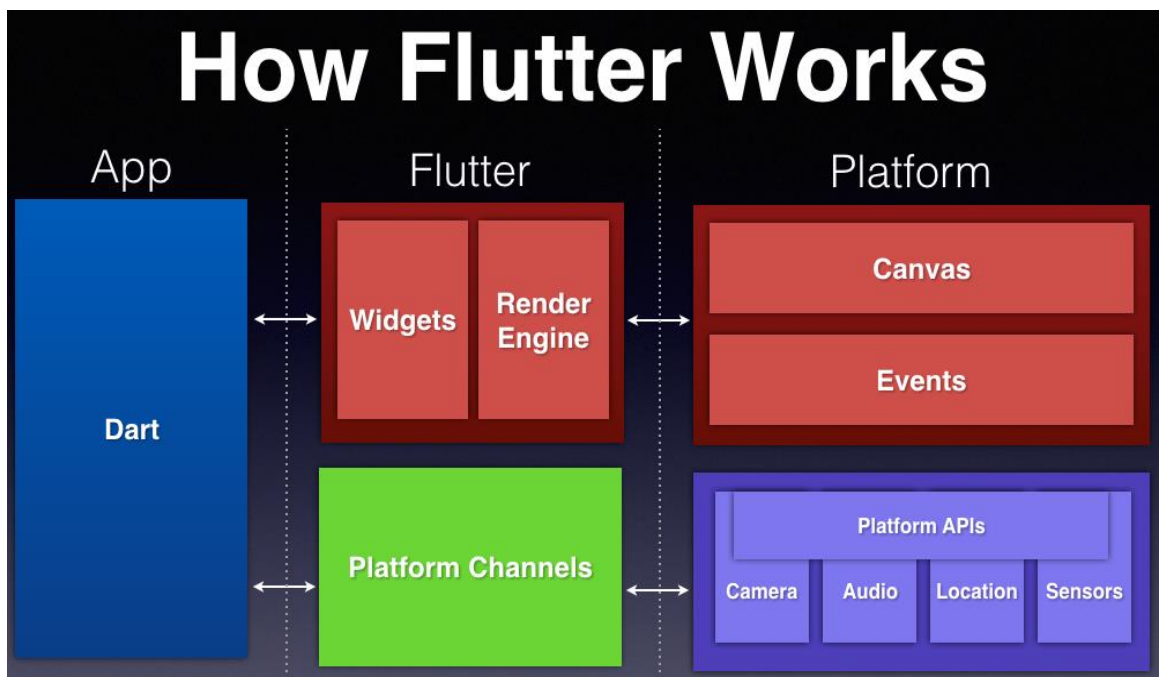 How Flutter Works
App
Flutter
Platform
Dart
Widgets
Render
Engine
Canvas
Events
Platform Channels
Platform APIs
Camera
Audio
Location
Sensors